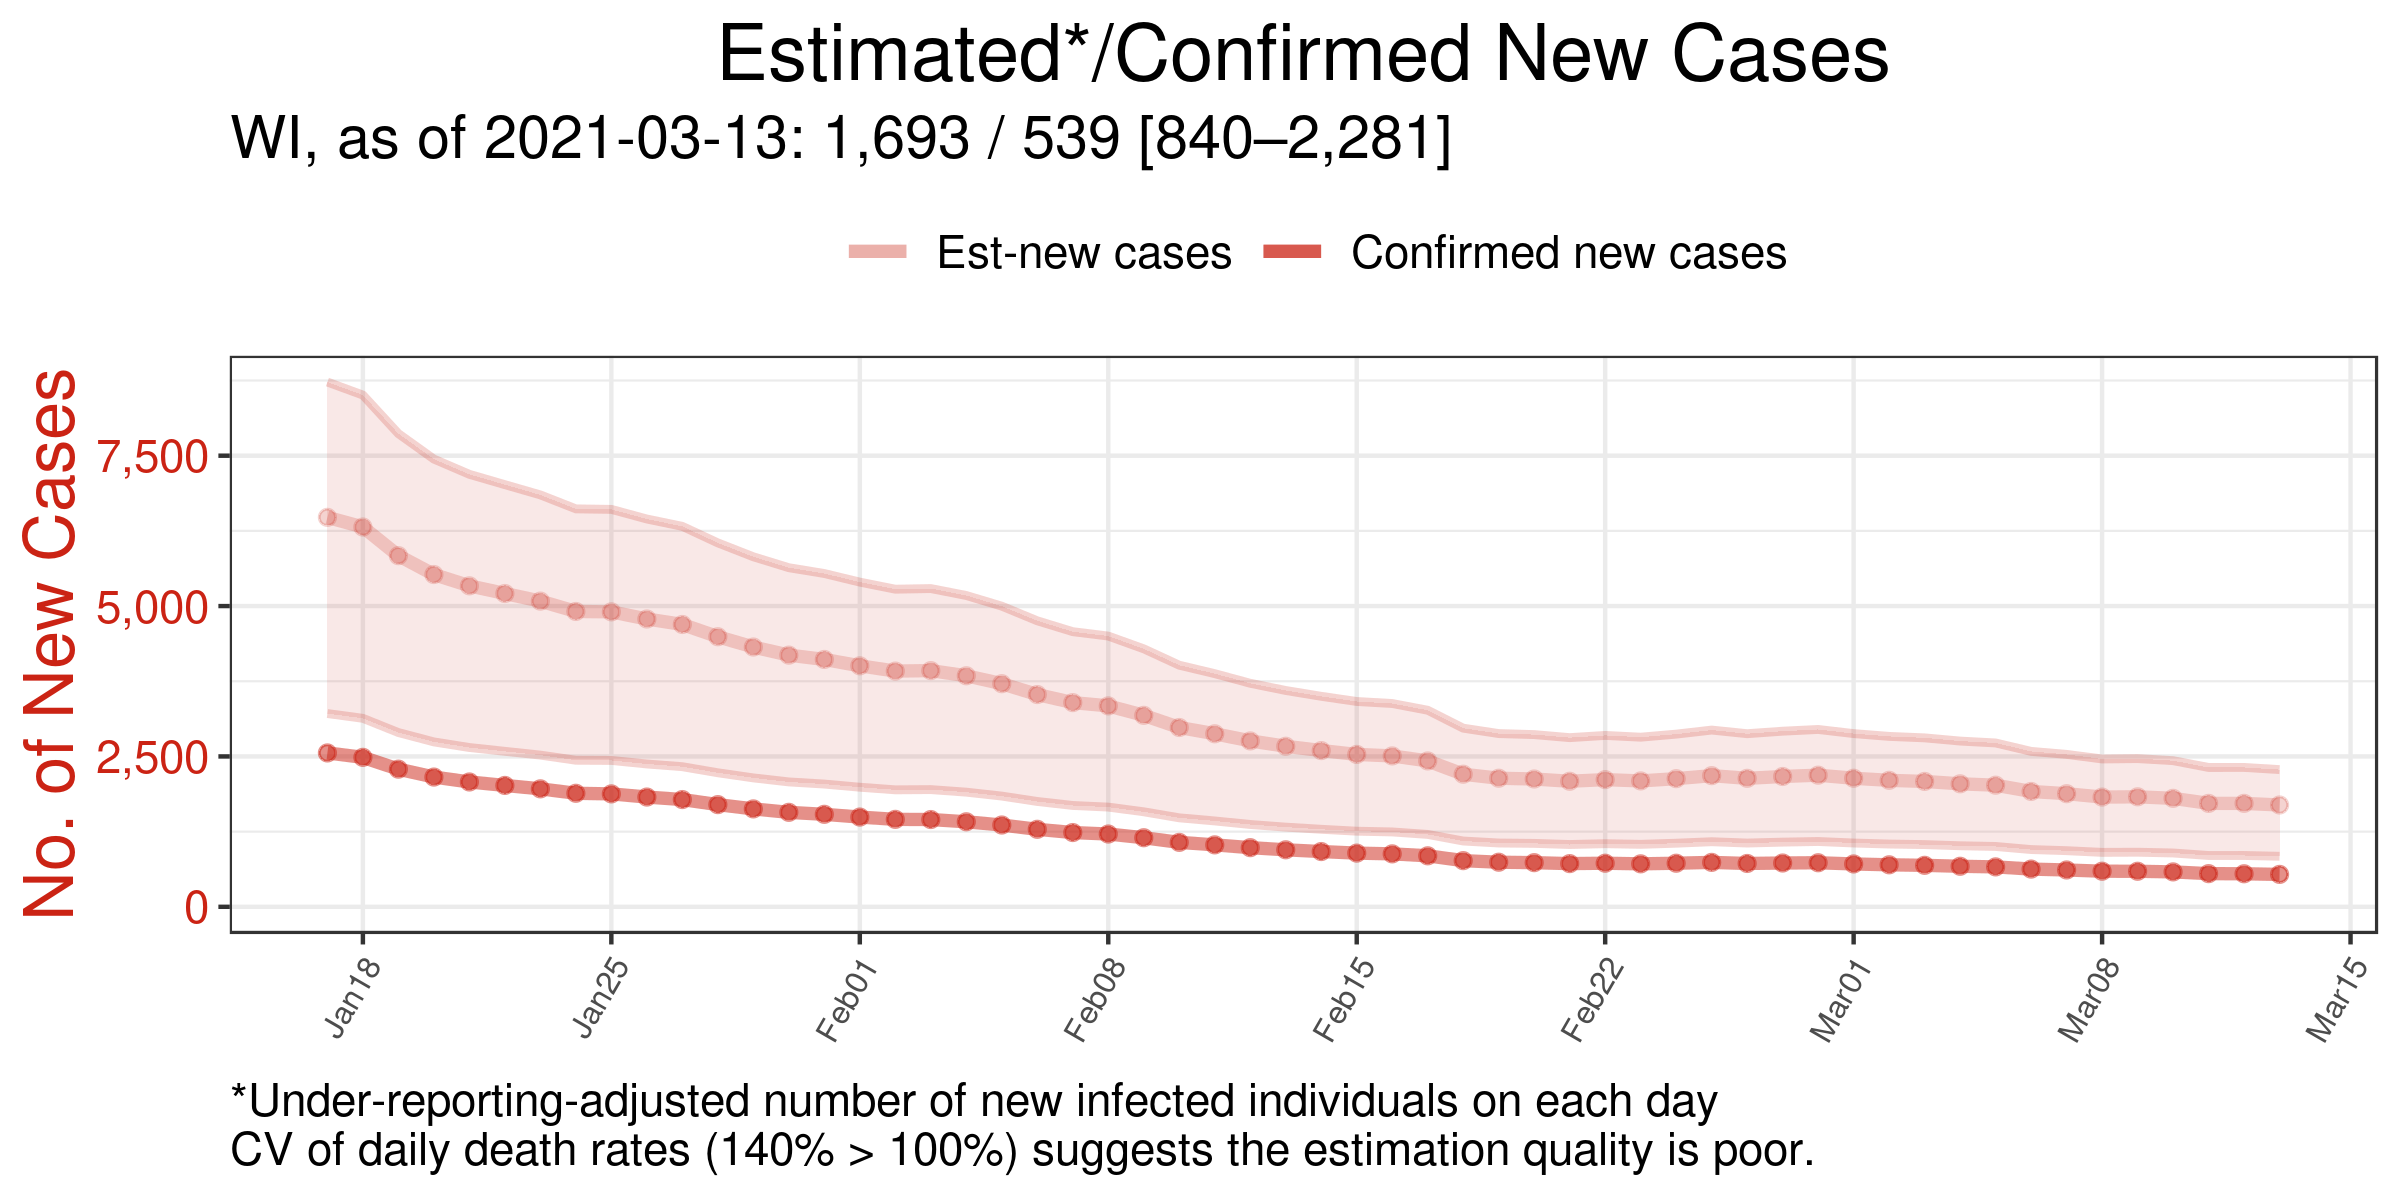 Estimated*/Confirmed New Cases
WI, as of 2021-03-13: 1,693 / 539 [840–2,281]
Est-new cases Confirmed new cases
No. of New Cases
7,500
5,000
2,500
0
Jan18 Jan25 Feb01 Feb08 Feb15 Feb22 Mar01 Mar08 Mar15
*Under-reporting-adjusted number of new infected individuals on each day
CV of daily death rates (140% > 100%) suggests the estimation quality is poor.